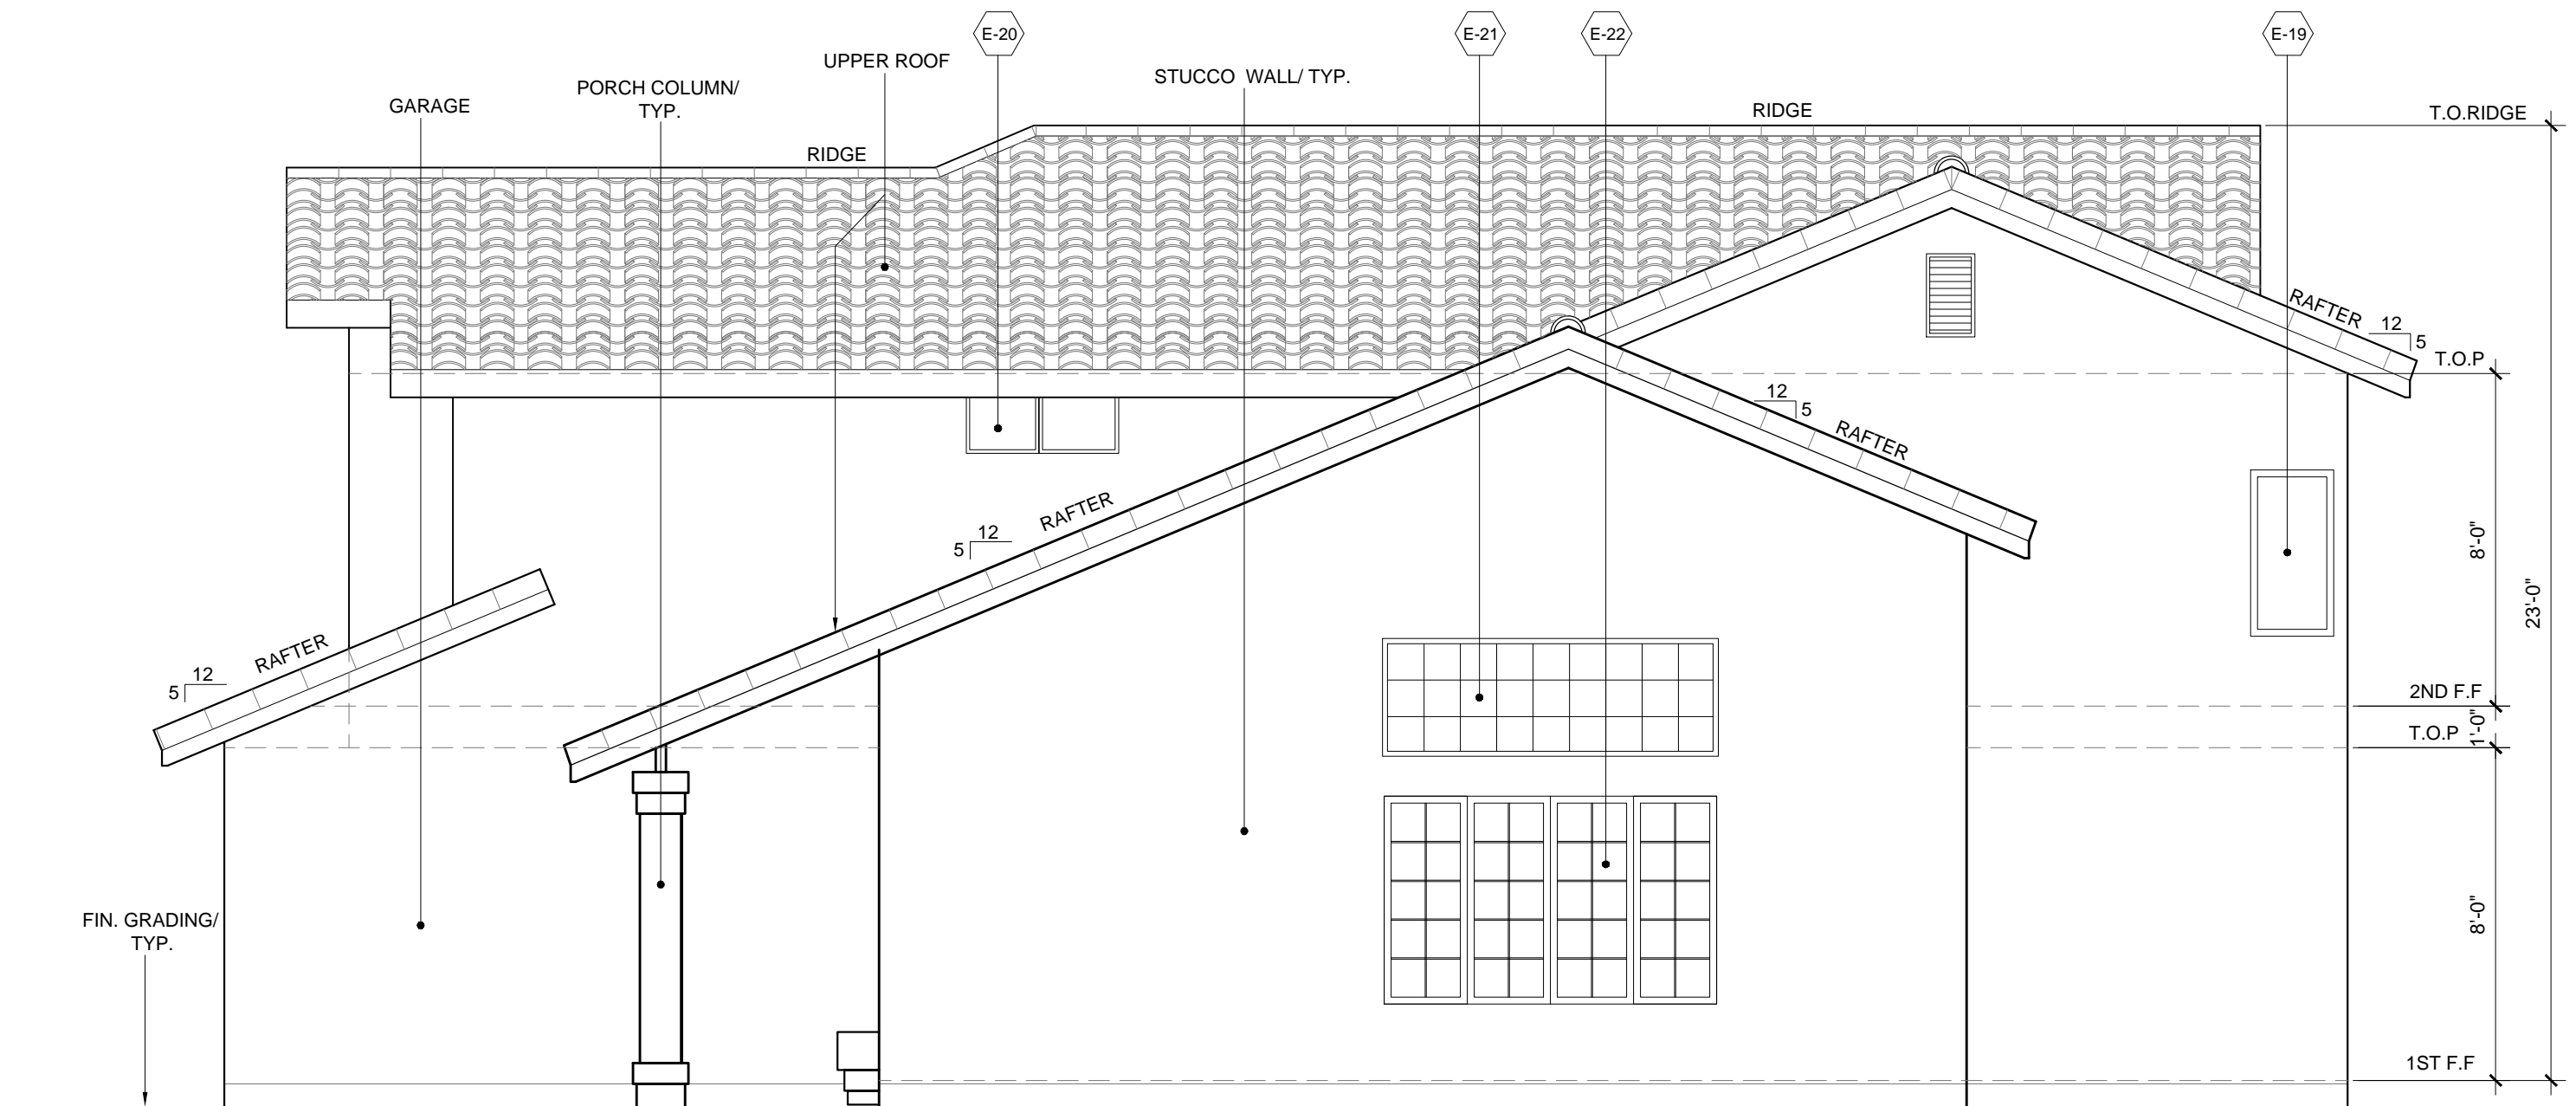 E-20
E-21
E-22
E-19
UPPER ROOF
PORCH COLUMN/
TYP.
STUCCO WALL/ TYP.
GARAGE
RIDGE
T.O.RIDGE
RIDGE
RAFTER
12
5
T.O.P
12
5
RAFTER
RAFTER
12
5
8'-0"
23'-0"
RAFTER
12
5
2ND F.F
1'-0"
T.O.P
FIN. GRADING/
TYP.
8'-0"
1ST F.F